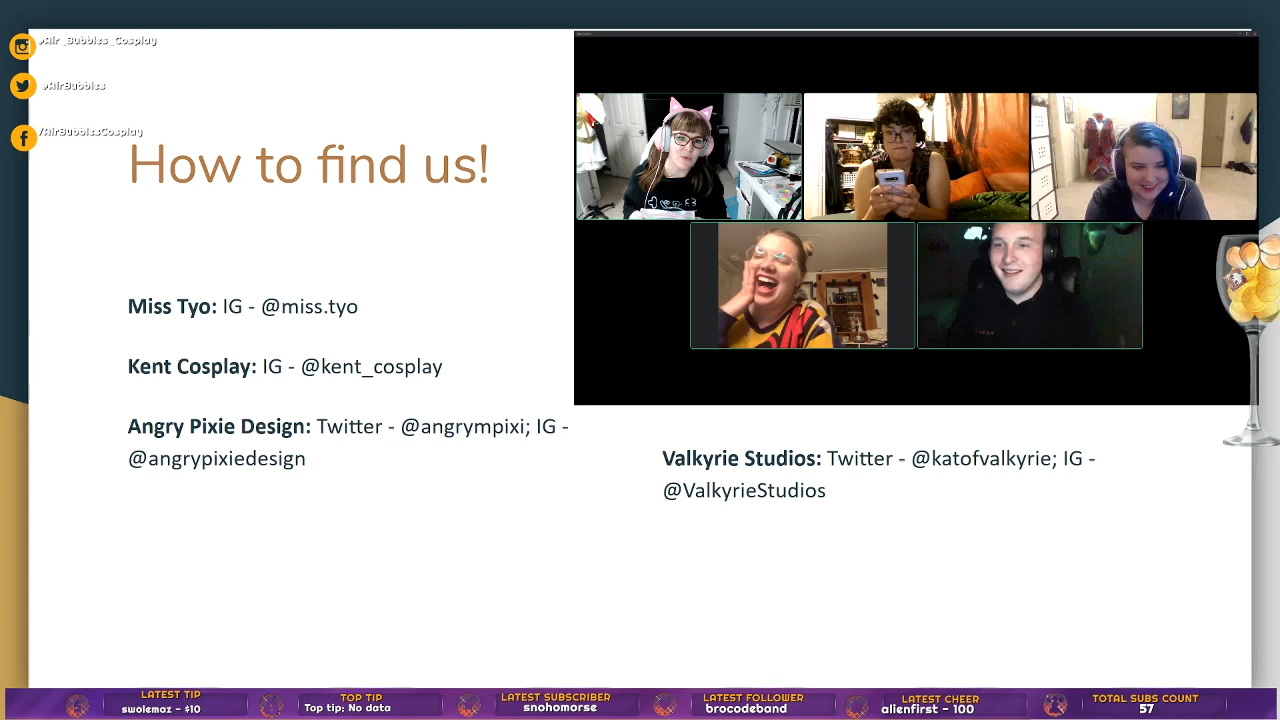 /Air_Bubbles_Cosplay
/AirBubbles
/AirBubblesCosplay
How to find us!
Miss Tyo: IG - @miss.tyo
Kent Cosplay: IG - @kent_cosplay
Angry Pixie Design: Twitter - @angrympixi; IG -
@angrypixiedesign
Valkyrie Studios: Twitter - @katofvalkyrie; IG -
@ValkyrieStudios
LATEST TIP
swolemaz - $10
TOP TIP
Top tip: No data
LATEST SUBSCRIBER
snohomorse
LATEST FOLLOWER
brocodeband
LATEST CHEER
alienfirst - 100
TOTAL SUBS COUNT
57